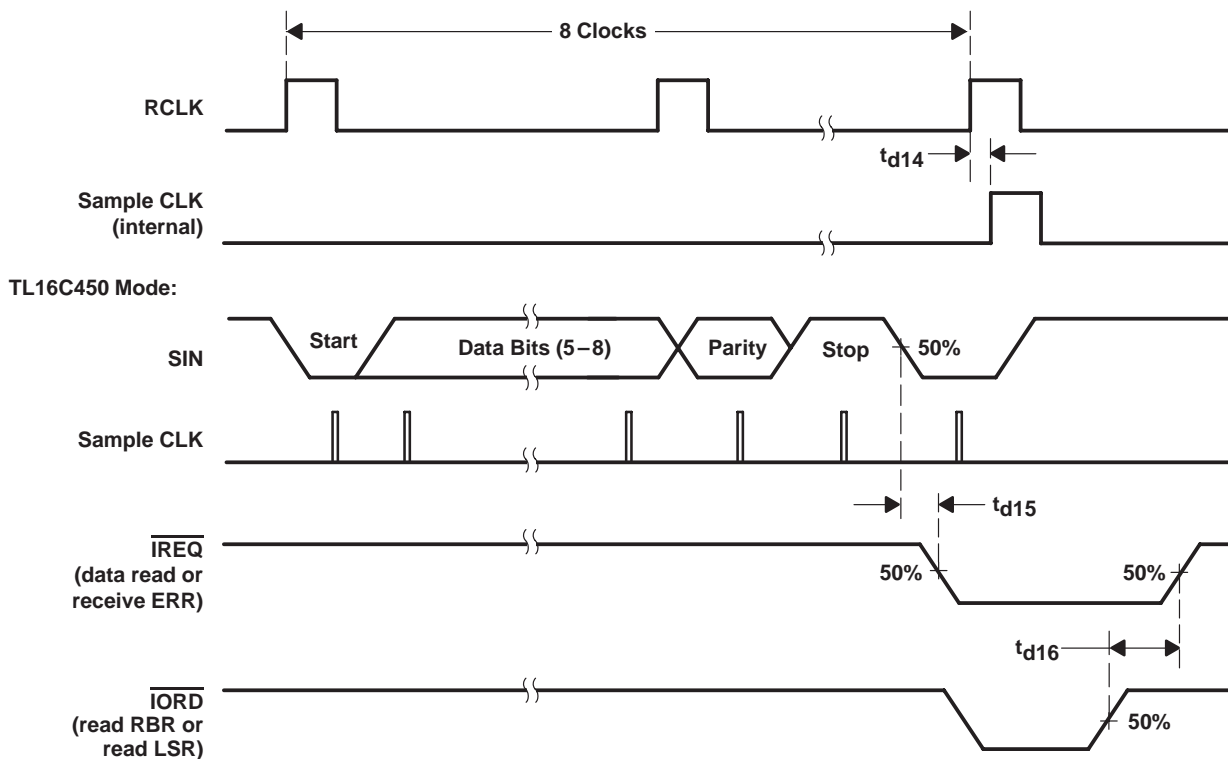 8 Clocks
RCLK
td14
Sample CLK
(internal)
TL16C450 Mode:
SIN
Start
Data Bits (5–8)
Parity
Stop
50%
Sample CLK
td15
IREQ
(data read or
receive ERR)
50%
50%
td16
IORD
(read RBR or
read LSR)
50%